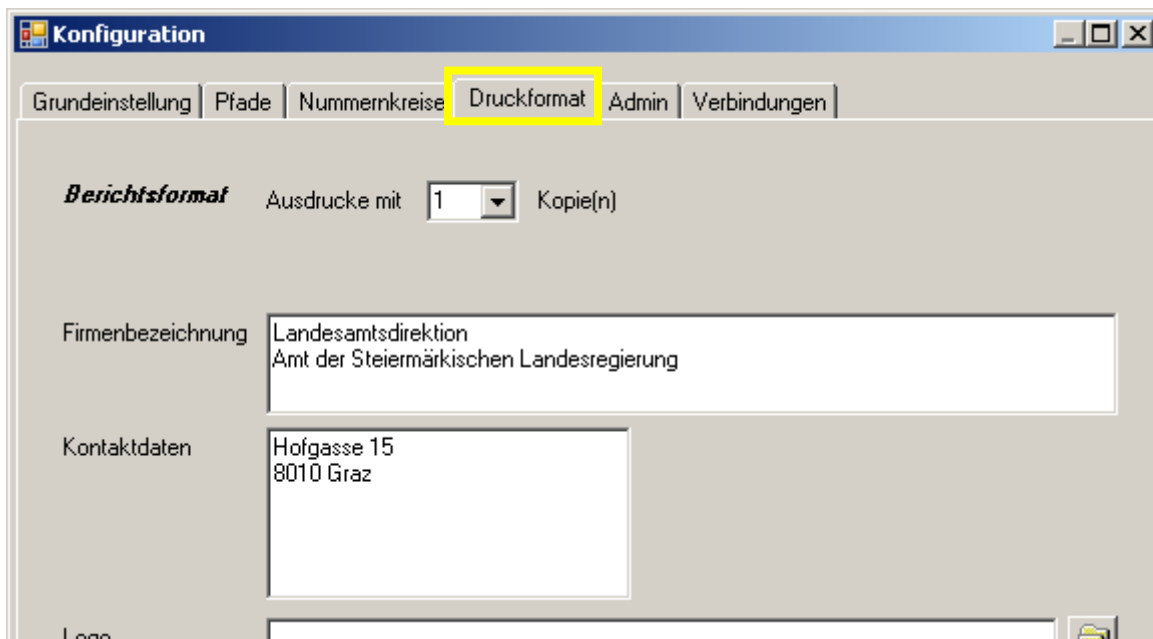 Konfiguration
Grundeinstellung Pfade Nummernkreise Druckformat Admin Verbindungen
Berichtsformat Ausdrucke mit 1 Kopie(n)
Firmenbezeichnung Landesamtsdirektion
Amt der Steiermärkischen Landesregierung
Kontaktdaten Hofgasse 15
8010 Graz
Logo